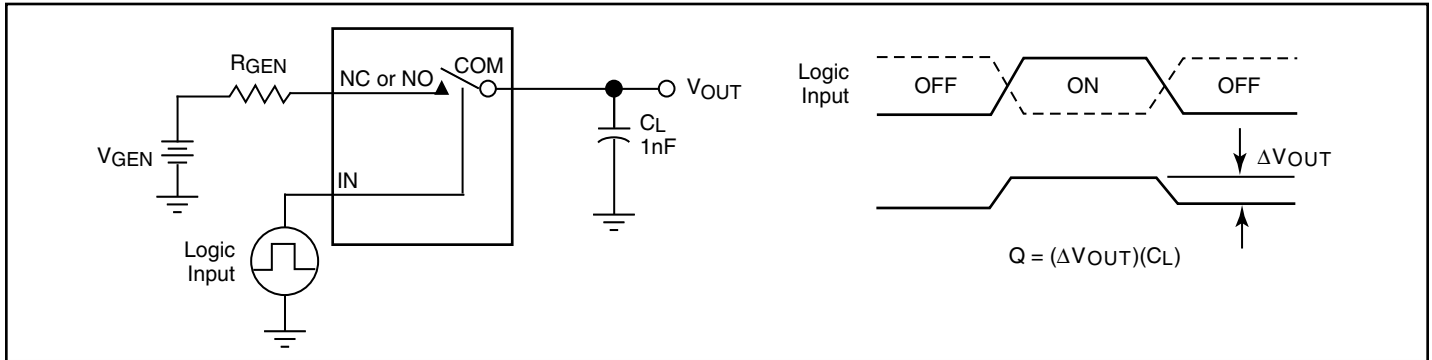 RGEN
NC or NO
COM
VOUT
CL
1nF
VGEN
IN
Logic
Input
Logic
Input
OFF
ON
OFF
ΔVOUT
Q = (ΔVOUT)(CL)